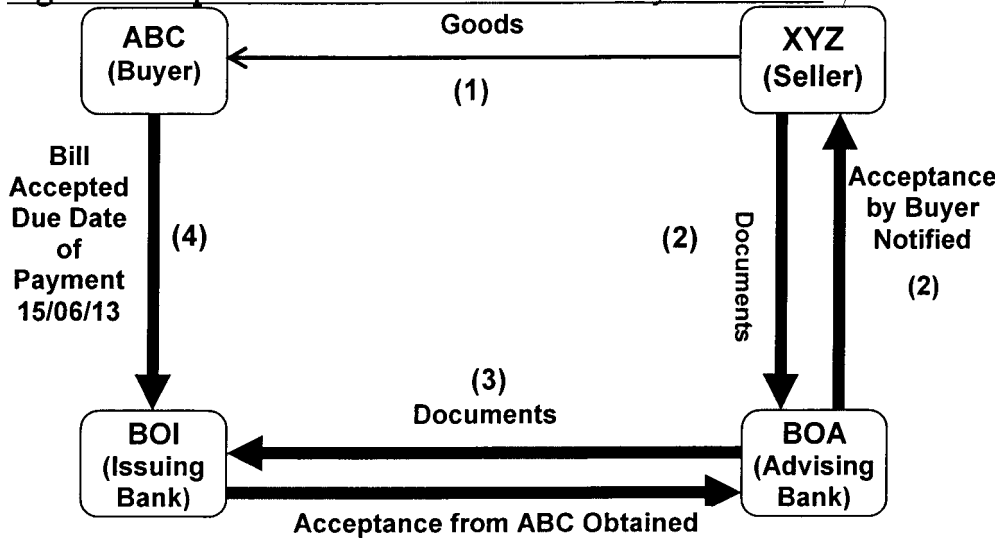 Goods
ABC
(Buyer)
XYZ
(Seller)
(1)
Bill
Accepted
Due Date
of
Payment
15/06/13
(4)
(2)
Documents
Acceptance
by Buyer
Notified
(2)
(3)
Documents
BOI
(Issuing
Bank)
BOA
(Advising
Bank)
Acceptance from ABC Obtained